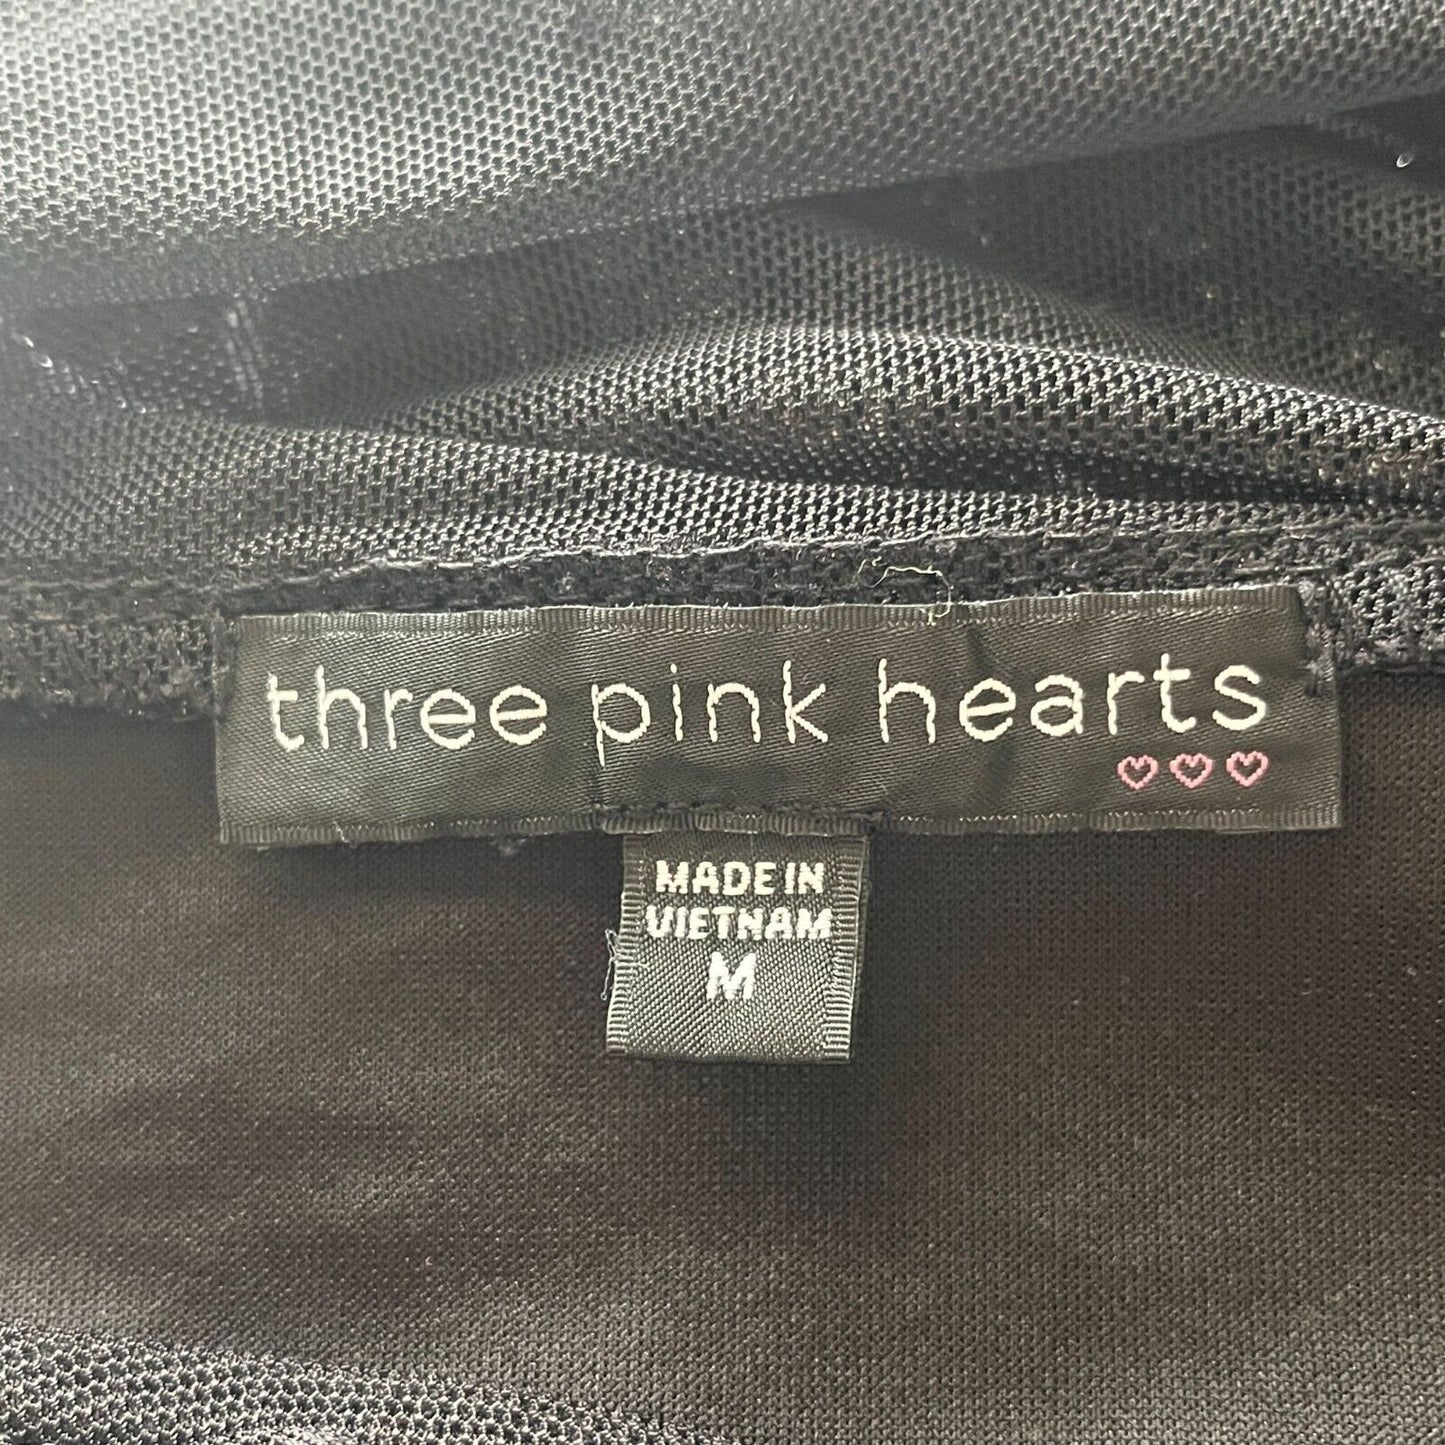 three pink hearts
♡♡♡
MADE IN
VIETNAM
M